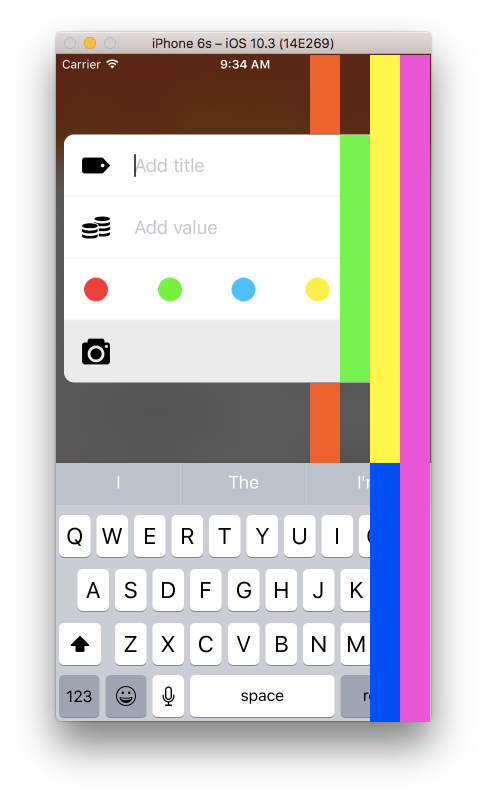 iPhone 6s – iOS 10.3 (14E269)
Carrier 9:34 AM
Add title
Add value
I The I'm
Q W E R T Y U I
A S D F G H J K
Z X C V B N M
123 space